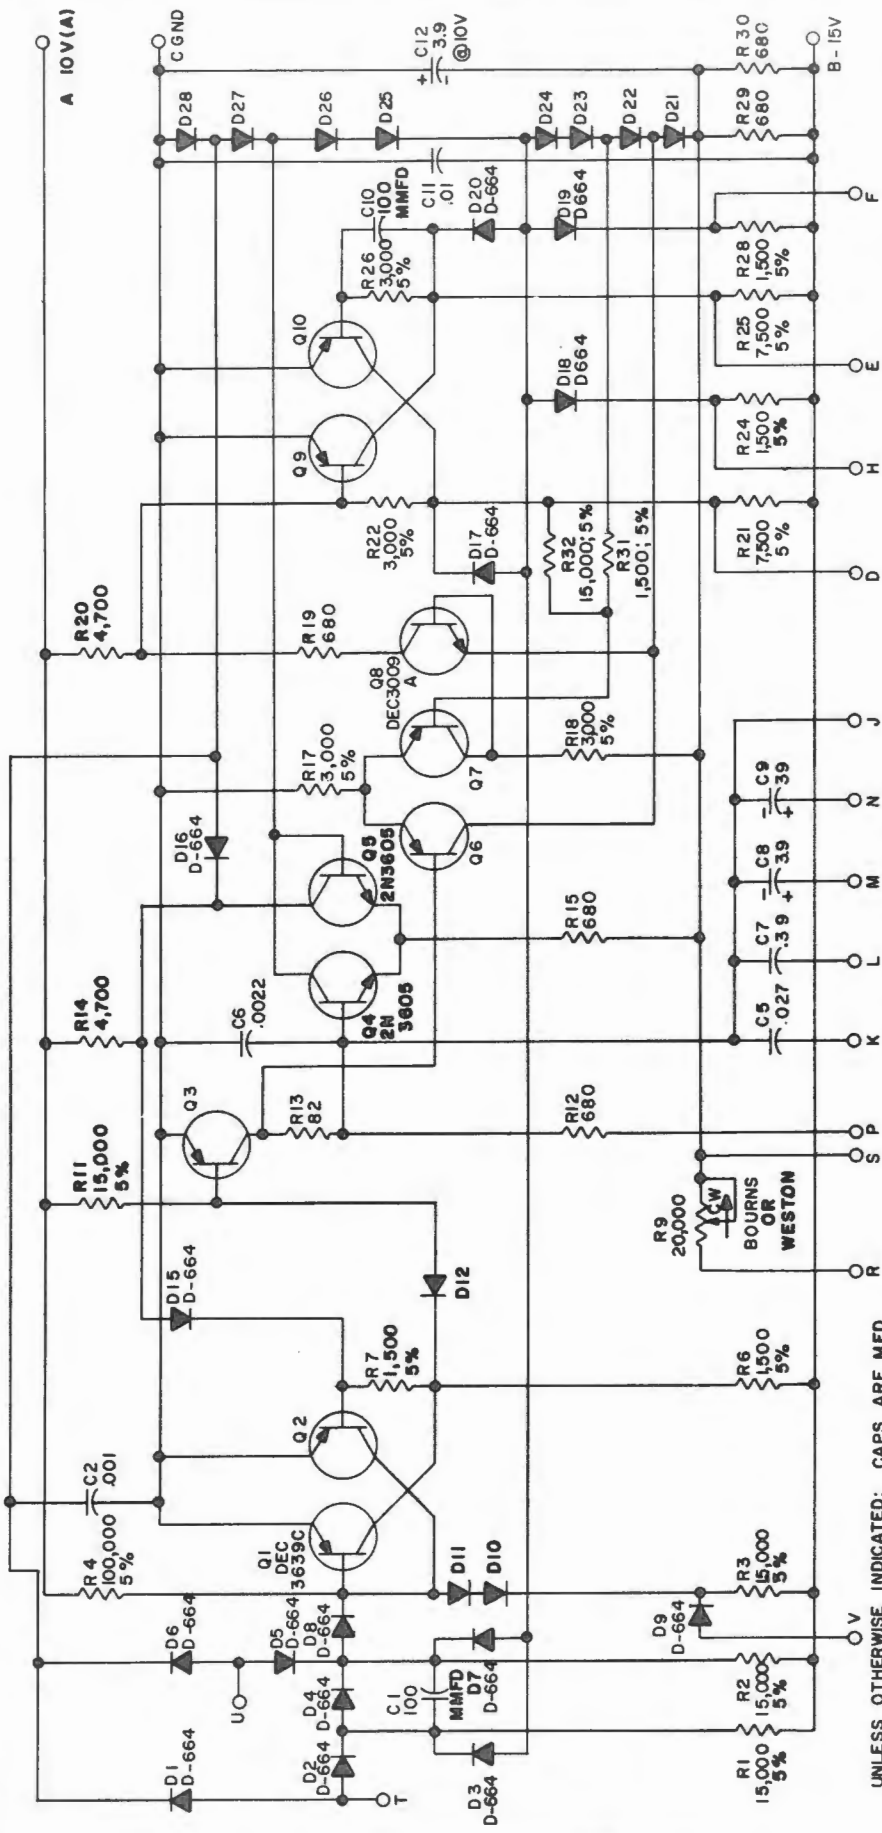 A 10V(A)
C GND
D28
D27
D26
D25
C12
3.9
@10V
+
-
C11
.01
C10
100
MMFD
D24
D23
D22
D21
D20
D-664
D19
D664
R30
680
R29
680
B-15V
F
R28
1,500
5%
R26
3,000
5%
R25
7,500
5%
E
Q10
Q9
D18
D664
R24
1,500
5%
H
R22
3,000
5%
D17
D-664
R32
15,000; 5%
R31
1,500; 5%
R21
7,500
5%
D
R20
4,700
R19
680
Q8
DEC3009
A
Q7
R18
3,000
5%
J
R17
3,000
5%
Q6
C9
39
-
+
N
D16
D-664
Q5
2N3605
C8
3.9
-
+
M
R15
680
C7
.39
L
R14
4,700
C6
.0022
Q4
2N
3605
C5
.027
K
Q3
R13
82
R12
680
P
S
R11
15,000
5%
R9
20,000
CW
BOURNS
OR
WESTON
R
D15
D-664
D12
R7
1,500
5%
R6
1,500
5%
Q2
C2
.001
R4
100,000
5%
Q1
DEC
3639C
D11
D10
R3
15,000
5%
D9
D-664
V
D6
D-664
D5
D-664
D8
D-664
U
D4
D-664
C1
100
MMFD
D7
D-664
R2
15,000
5%
D1
D-664
D2
D-664
T
D3
D-664
R1
15,000
5%
UNLESS OTHERWISE INDICATED: CAPS ARE MFD